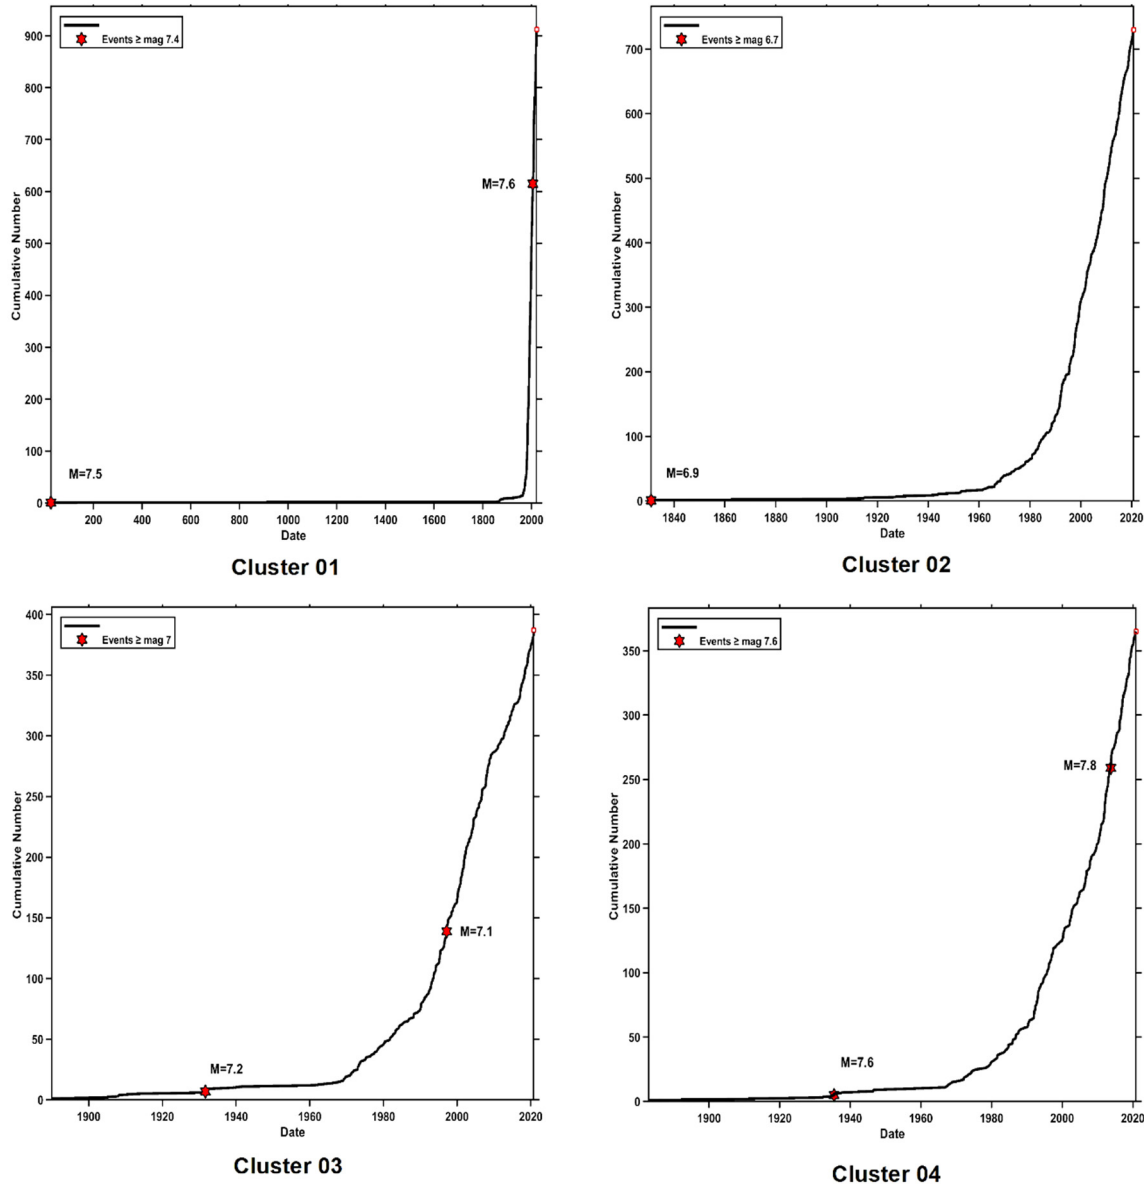 Events ≥ mag 7.4
900
800
700
600
500
400
300
200
100
0
Cumulative Number
M=7.6
M=7.5
200 400 600 800 1000 1200 1400 1600 1800 2000
Date
Cluster 01
Events ≥ mag 6.7
700
600
500
400
300
200
100
0
Cumulative Number
M=6.9
1840 1860 1880 1900 1920 1940 1960 1980 2000 2020
Date
Cluster 02
Events ≥ mag 7
400
350
300
250
200
150
100
50
0
Cumulative Number
M=7.1
M=7.2
1900 1920 1940 1960 1980 2000 2020
Date
Cluster 03
Events ≥ mag 7.6
350
300
250
200
150
100
50
0
Cumulative Number
M=7.8
M=7.6
1900 1920 1940 1960 1980 2000 2020
Date
Cluster 04